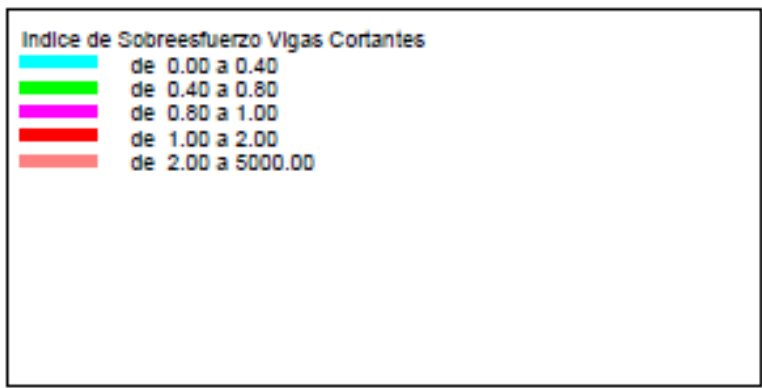 Indice de Sobreesfuerzo Vigas Cortantes
de 0.00 a 0.40
de 0.40 a 0.80
de 0.80 a 1.00
de 1.00 a 2.00
de 2.00 a 5000.00